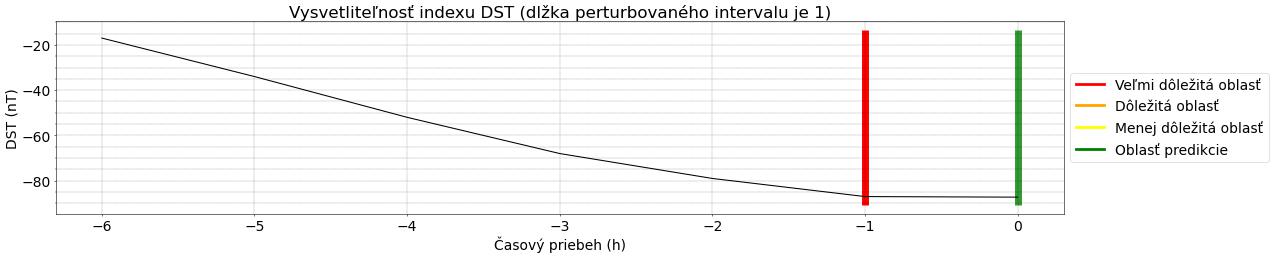 Vysvetliteľnosť indexu DST (dĺžka perturbovaného intervalu je 1)
DST (nT)
−20
−40
−60
−80
−6 −5 −4 −3 −2 −1 0
Časový priebeh (h)
Veľmi dôležitá oblasť
Dôležitá oblasť
Menej dôležitá oblasť
Oblasť predikcie